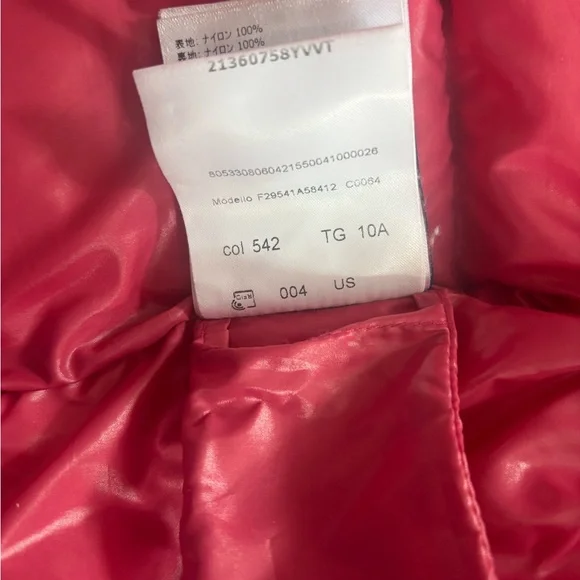 表地: ナイロン 100%
裏地: ナイロン 100%
21360758YVVT
8053308060421550041000026
Modello F29541A58412 C0064
col 542 TG 10A
004 US